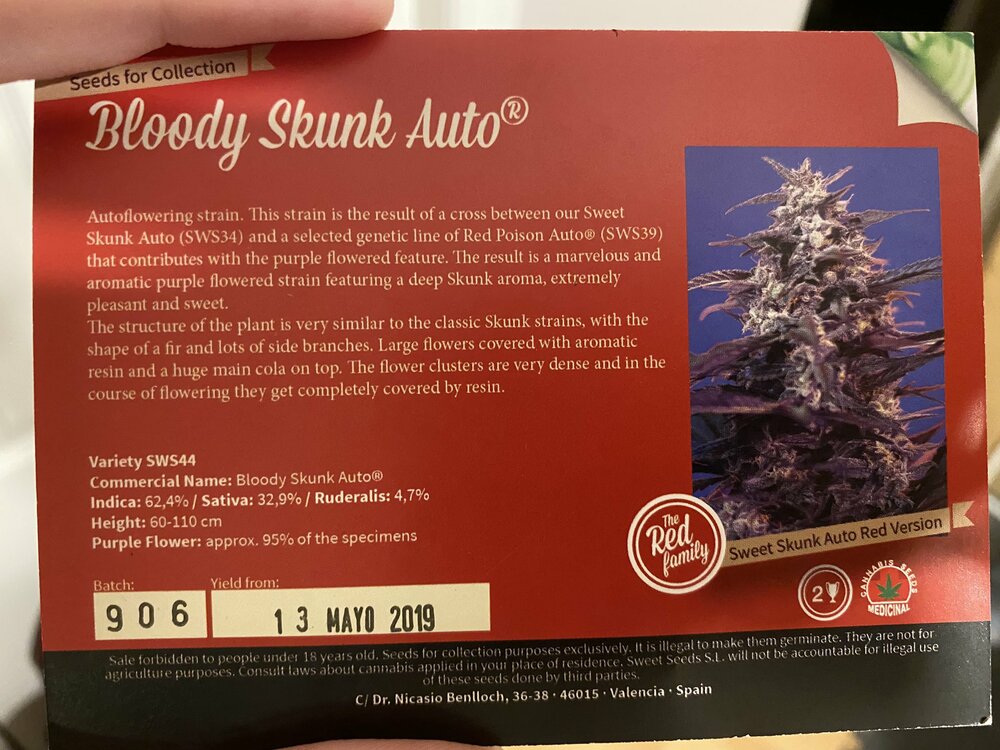 Seeds for Collection
Bloody Skunk Auto®
Autoflowering strain. This strain is the result of a cross between our Sweet
Skunk Auto (SWS34) and a selected genetic line of Red Poison Auto® (SWS39)
that contributes with the purple flowered feature. The result is a marvelous and
aromatic purple flowered strain featuring a deep Skunk aroma, extremely
pleasant and sweet.
The structure of the plant is very similar to the classic Skunk strains, with the
shape of a fir and lots of side branches. Large flowers covered with aromatic
resin and a huge main cola on top. The flower clusters are very dense and in the
course of flowering they get completely covered by resin.
Variety SWS44
Commercial Name: Bloody Skunk Auto®
Indica: 62,4% / Sativa: 32,9% / Ruderalis: 4,7%
Height: 60-110 cm
Purple Flower: approx. 95% of the specimens
The
Red
family
Sweet Skunk Auto Red Version
Batch:
906
Yield from:
13 MAYO 2019
2
CANNABIS SEEDS
MEDICINAL
Sale forbidden to people under 18 years old. Seeds for collection purposes exclusively. It is illegal to make them germinate. They are not for
agriculture purposes. Consult laws about cannabis applied in your place of residence. Sweet Seeds S.L. will not be accountable for illegal use
of these seeds done by third parties.
C/ Dr. Nicasio Benlloch, 36-38 · 46015 · Valencia · Spain